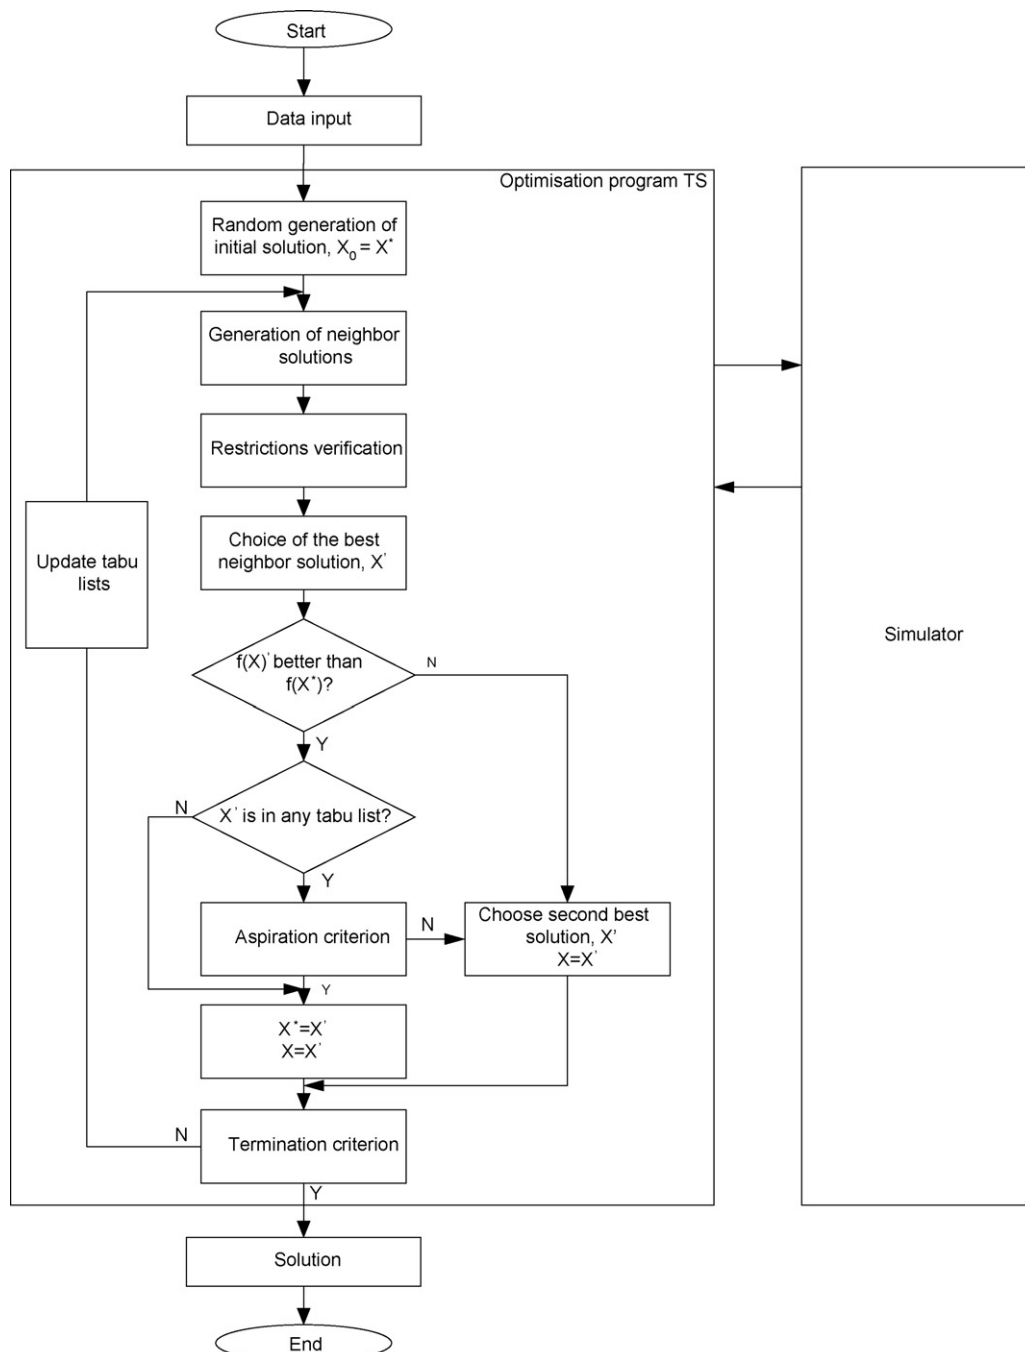 Start
Data input
Optimisation program TS
Random generation of
initial solution, X₀ = X*
Generation of neighbor
solutions
Restrictions verification
Choice of the best
neighbor solution, X'
Update tabu
lists
Simulator
f(X)' better than
f(X*)?
N
Y
X' is in any tabu list?
N
Y
Aspiration criterion
N
Choose second best
solution, X'
X=X'
Y
X*=X'
X=X'
N
Termination criterion
Y
Solution
End